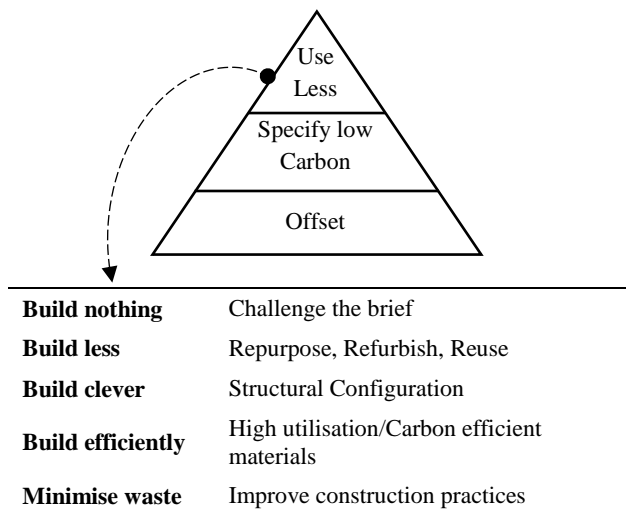 Use
Less
Specify low
Carbon
Offset
Build nothing Challenge the brief
Build less Repurpose, Refurbish, Reuse
Build clever Structural Configuration
Build efficiently High utilisation/Carbon efficient
materials
Minimise waste Improve construction practices